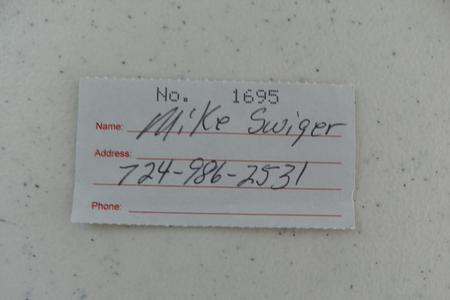 No. 1695
Name: Mike Swiger
Address:
724-986-2531
Phone: